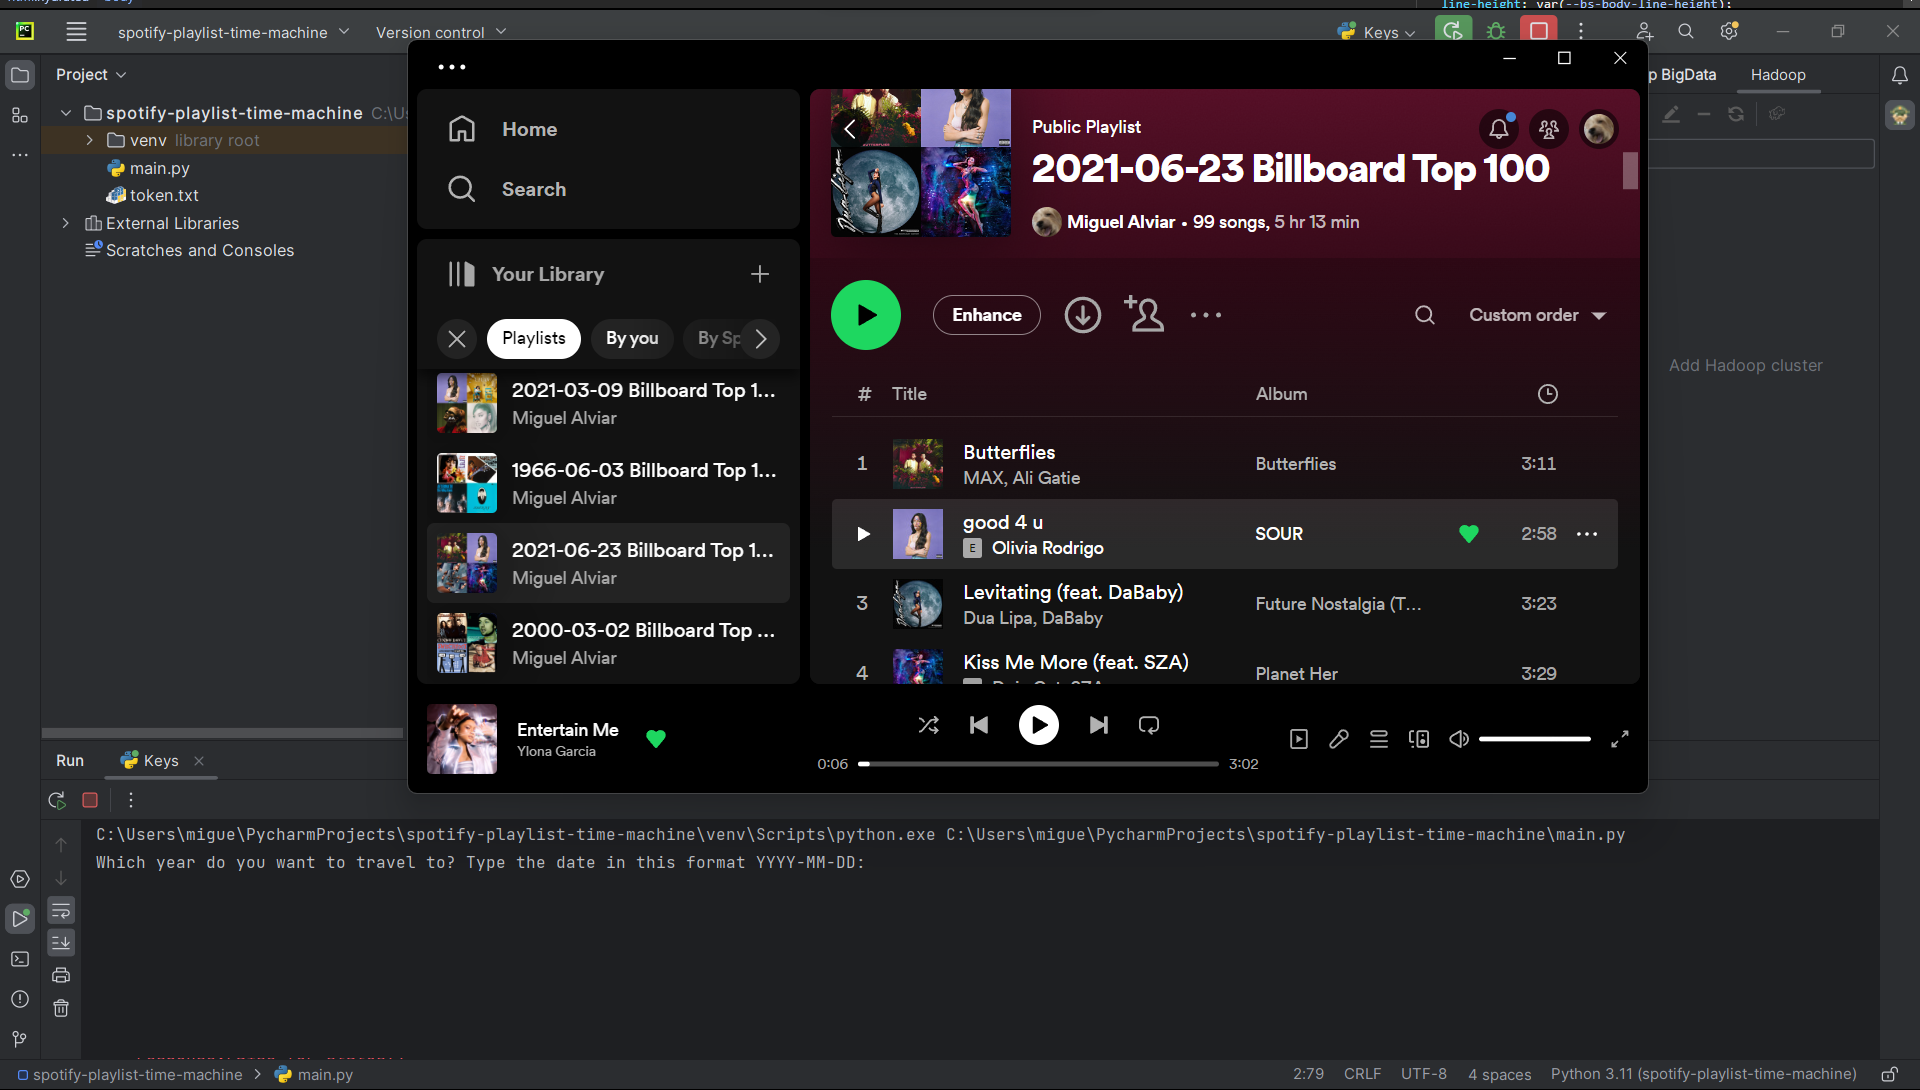 line-height: var(--bs-body-line-height);
PC
spotify-playlist-time-machine
Version control
Keys
Project
p BigData
Hadoop
spotify-playlist-time-machine C:\Us
venv library root
main.py
token.txt
External Libraries
Scratches and Consoles
Add Hadoop cluster
Home
Search
Your Library
Playlists
By you
By Sp
2021-03-09 Billboard Top 1...
Miguel Alviar
1966-06-03 Billboard Top 1...
Miguel Alviar
2021-06-23 Billboard Top 1...
Miguel Alviar
2000-03-02 Billboard Top ...
Miguel Alviar
Public Playlist
2021-06-23 Billboard Top 100
Miguel Alviar • 99 songs, 5 hr 13 min
Enhance
Custom order
# Title Album
1 Butterflies Butterflies 3:11
MAX, Ali Gatie
good 4 u SOUR 2:58
E Olivia Rodrigo
3 Levitating (feat. DaBaby) Future Nostalgia (T... 3:23
Dua Lipa, DaBaby
4 Kiss Me More (feat. SZA) Planet Her 3:29
Entertain Me
Ylona Garcia
0:06
3:02
Run
Keys
C:\Users\migue\PycharmProjects\spotify-playlist-time-machine\venv\Scripts\python.exe C:\Users\migue\PycharmProjects\spotify-playlist-time-machine\main.py
Which year do you want to travel to? Type the date in this format YYYY-MM-DD:
spotify-playlist-time-machine > main.py
2:79 CRLF UTF-8 4 spaces Python 3.11 (spotify-playlist-time-machine)